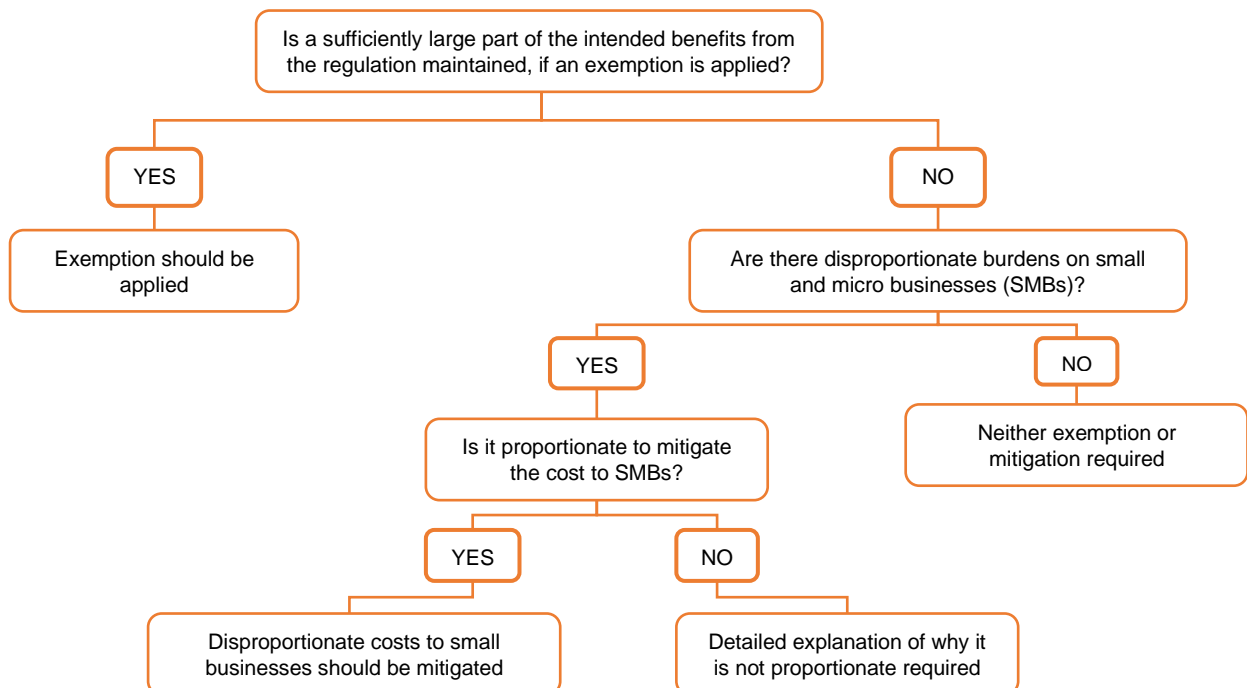 Is a sufficiently large part of the intended benefits from
the regulation maintained, if an exemption is applied?
YES
NO
Exemption should be
applied
Are there disproportionate burdens on small
and micro businesses (SMBs)?
YES
NO
Is it proportionate to mitigate
the cost to SMBs?
Neither exemption or
mitigation required
YES
NO
Disproportionate costs to small
businesses should be mitigated
Detailed explanation of why it
is not proportionate required